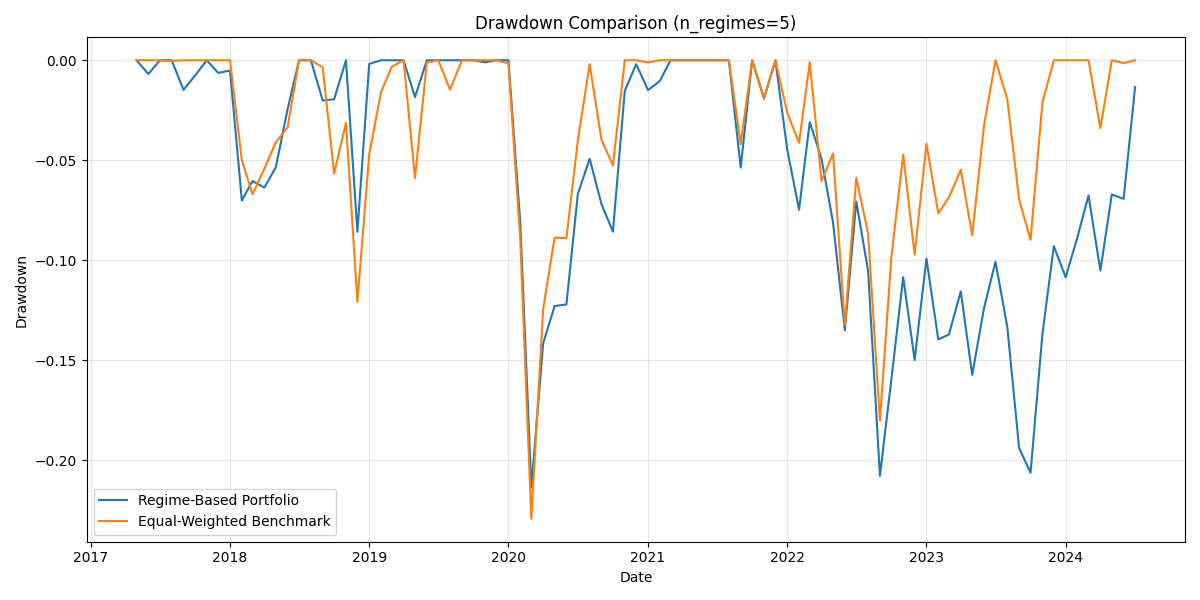 Drawdown Comparison (n_regimes=5)
Drawdown
0.00
−0.05
−0.10
−0.15
−0.20
Regime-Based Portfolio
Equal-Weighted Benchmark
2017 2018 2019 2020 2021 2022 2023 2024
Date